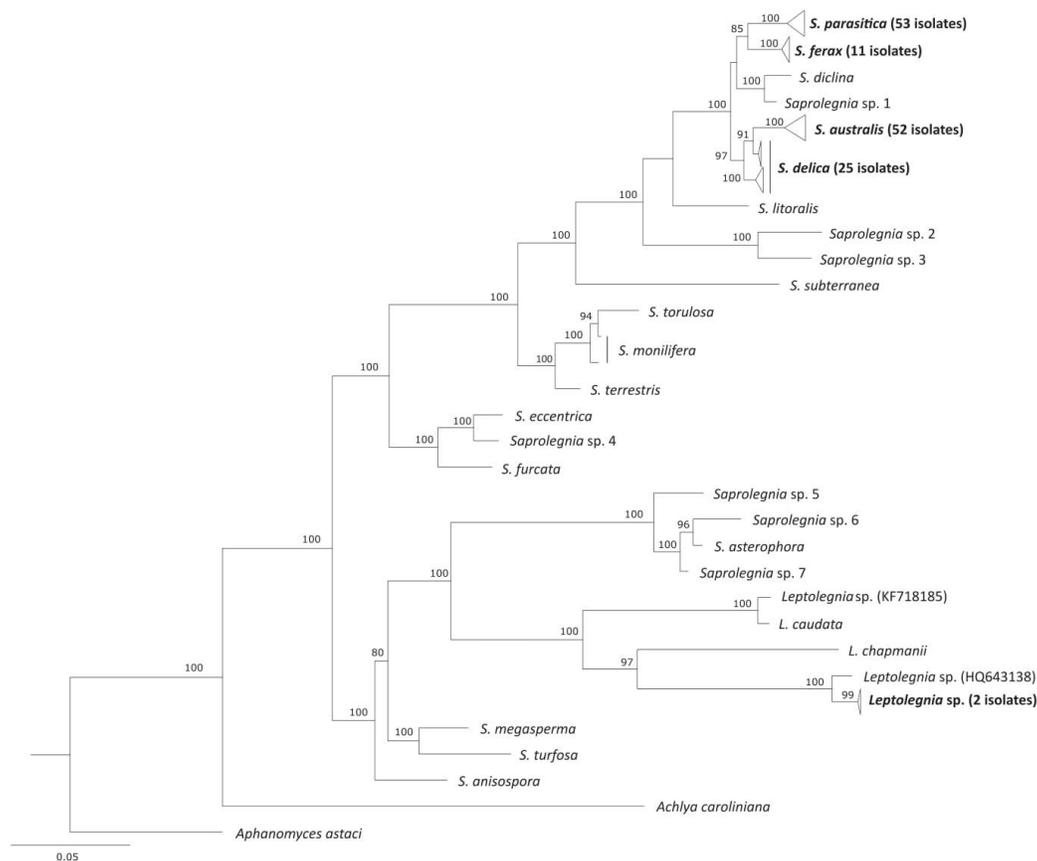 100
S. parasitica (53 isolates)
85
100
S. ferax (11 isolates)
S. diclina
100
Saprolegnia sp. 1
100
100
S. australis (52 isolates)
91
97
S. delica (25 isolates)
100
S. litoralis
100
Saprolegnia sp. 2
100
Saprolegnia sp. 3
100
S. subterranea
100
S. torulosa
94
100
S. monilifera
100
S. terrestris
100
S. eccentrica
100
Saprolegnia sp. 4
100
S. furcata
Saprolegnia sp. 5
100
Saprolegnia sp. 6
96
S. asterophora
100
Saprolegnia sp. 7
100
100
Leptolegnia sp. (KF718185)
100
L. caudata
100
L. chapmanii
97
Leptolegnia sp. (HQ643138)
100
99
Leptolegnia sp. (2 isolates)
80
100
S. megasperma
100
S. turfosa
S. anisospora
100
Achlya caroliniana
Aphanomyces astaci
0.05